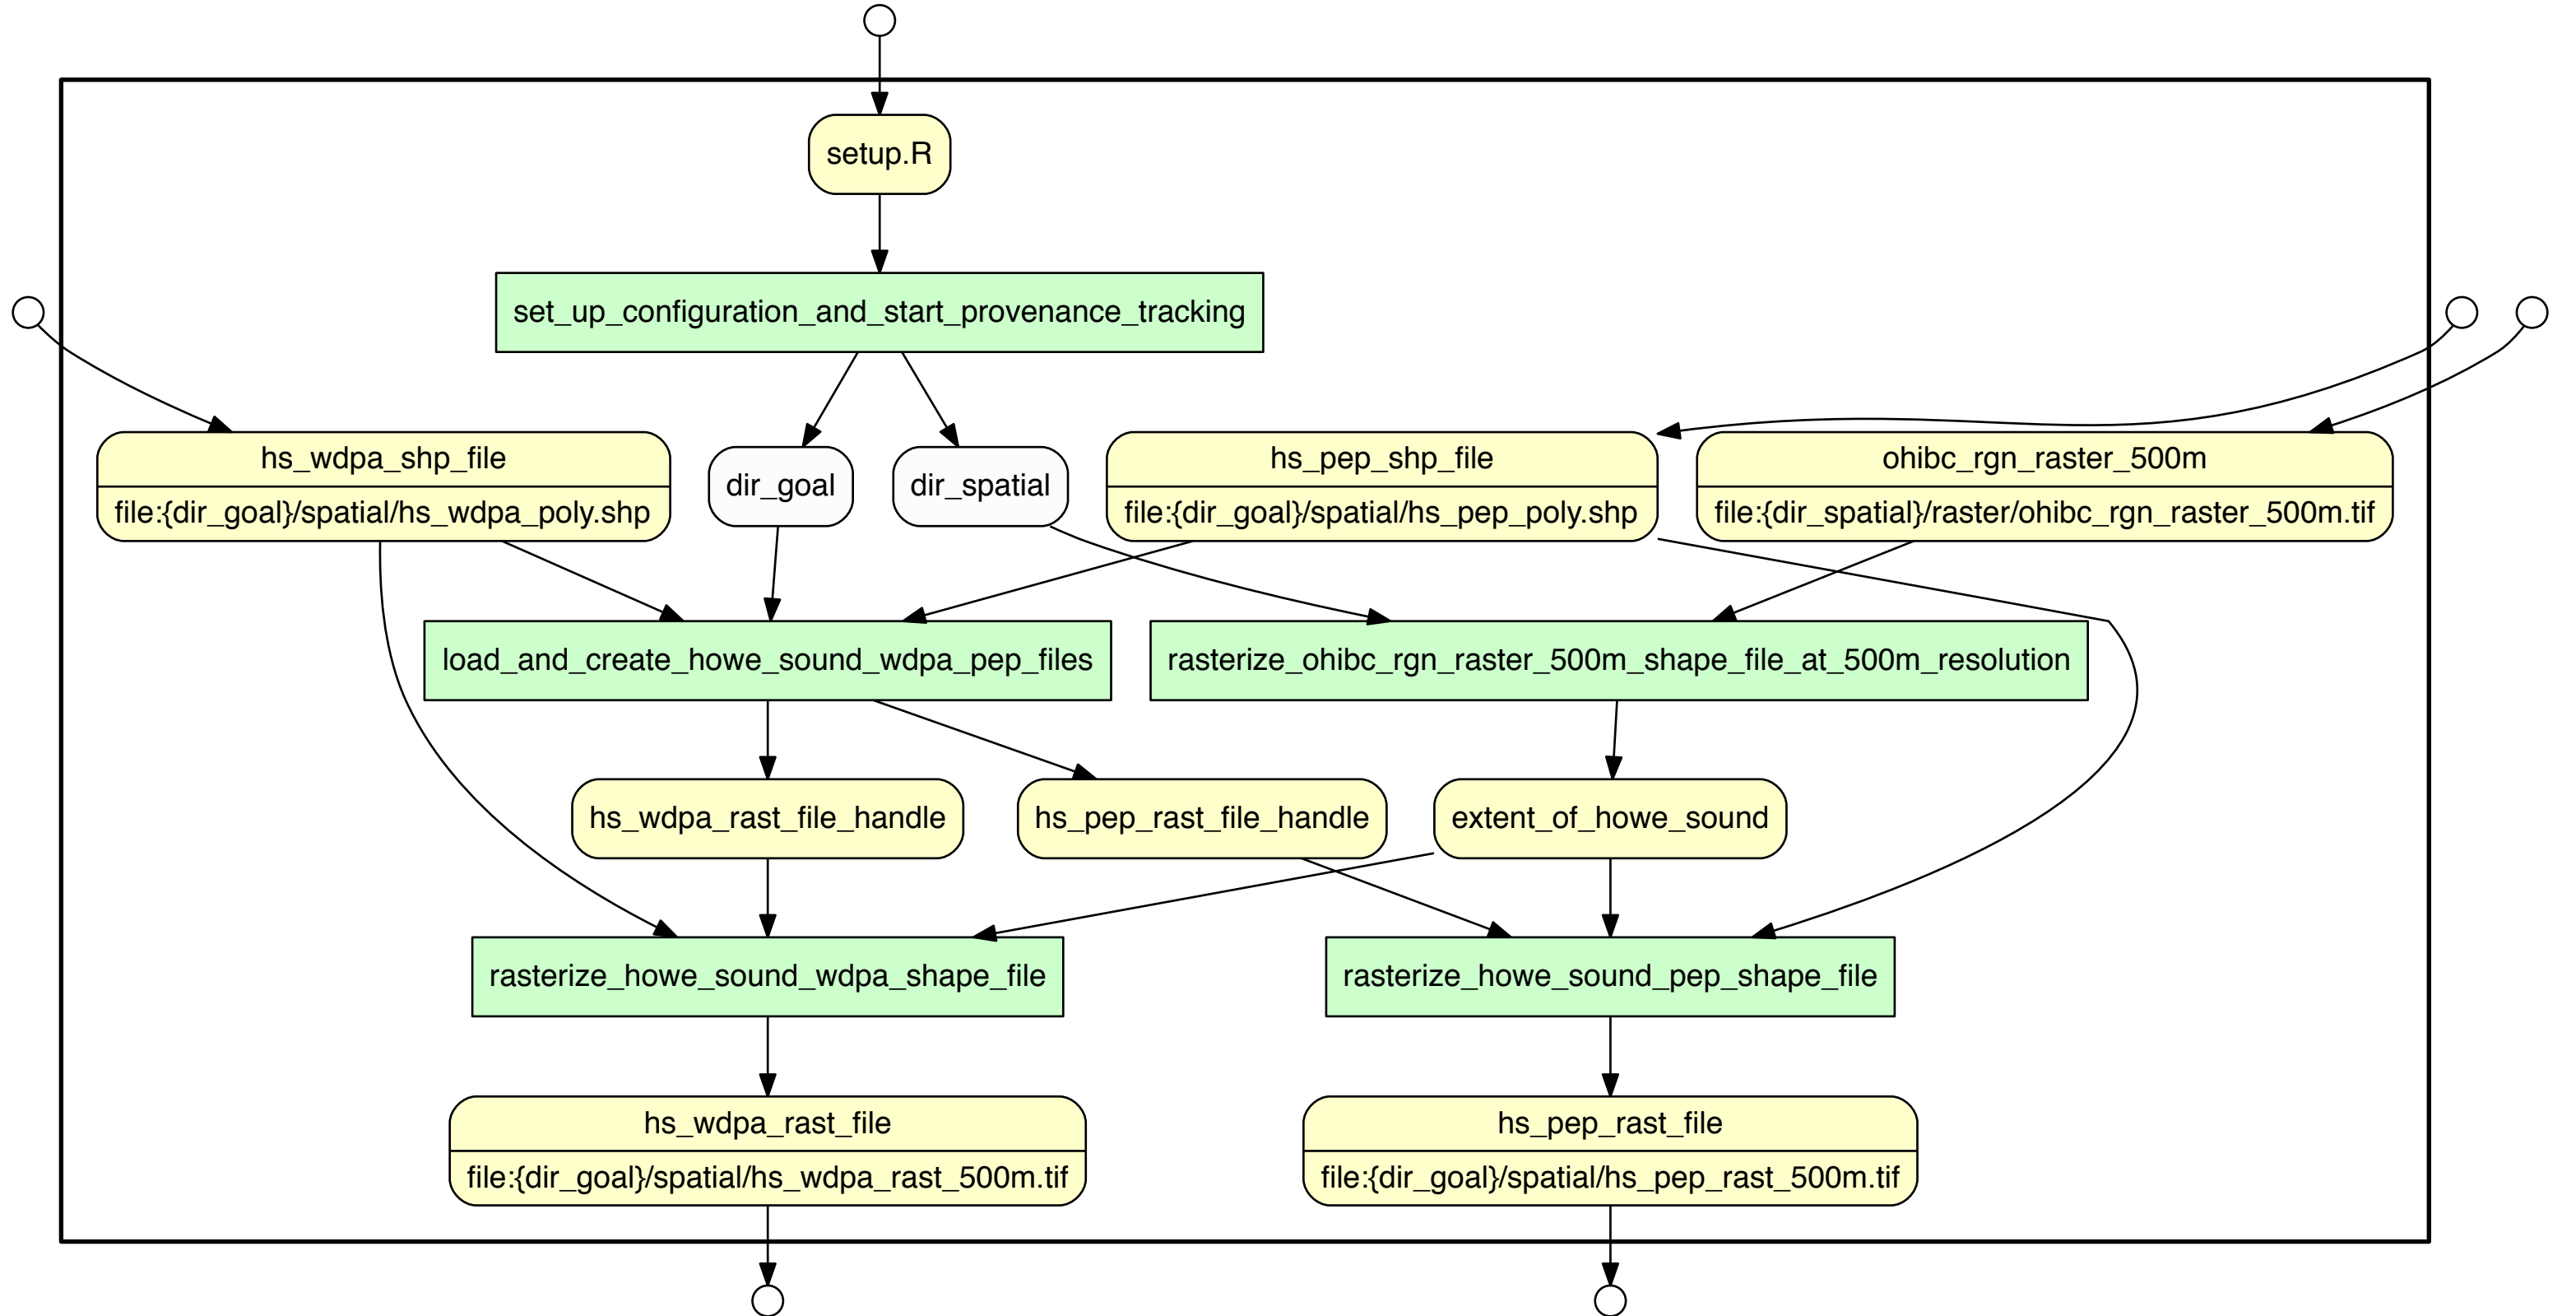 setup.R
set_up_configuration_and_start_provenance_tracking
hs_wdpa_shp_file
file:{dir_goal}/spatial/hs_wdpa_poly.shp
dir_goal
dir_spatial
hs_pep_shp_file
file:{dir_goal}/spatial/hs_pep_poly.shp
ohibc_rgn_raster_500m
file:{dir_spatial}/raster/ohibc_rgn_raster_500m.tif
load_and_create_howe_sound_wdpa_pep_files
rasterize_ohibc_rgn_raster_500m_shape_file_at_500m_resolution
hs_wdpa_rast_file_handle
hs_pep_rast_file_handle
extent_of_howe_sound
rasterize_howe_sound_wdpa_shape_file
rasterize_howe_sound_pep_shape_file
hs_wdpa_rast_file
file:{dir_goal}/spatial/hs_wdpa_rast_500m.tif
hs_pep_rast_file
file:{dir_goal}/spatial/hs_pep_rast_500m.tif